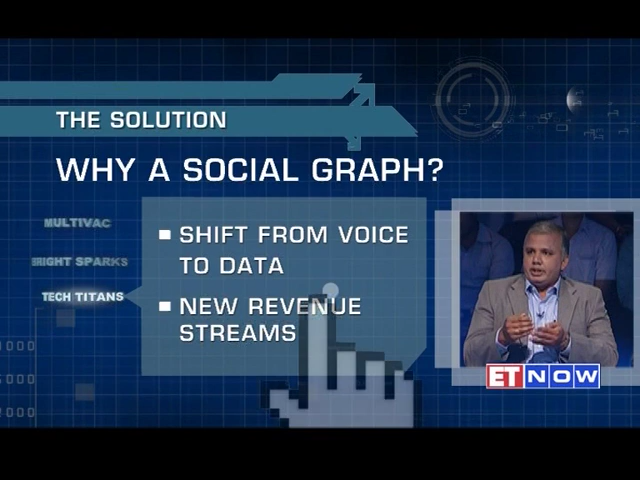 THE SOLUTION
WHY A SOCIAL GRAPH?
MULTIVAC
BRIGHT SPARKS
TECH TITANS
SHIFT FROM VOICE
TO DATA
NEW REVENUE
STREAMS
ET NOW